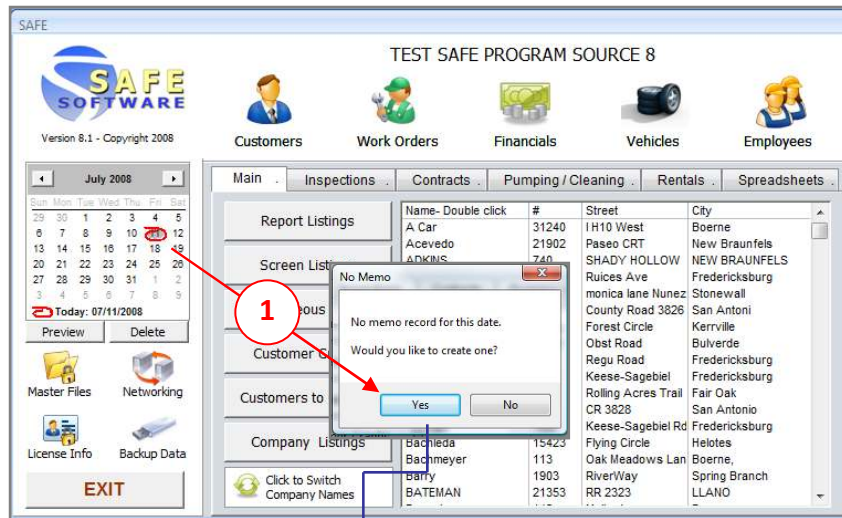 SAFE
TEST SAFE PROGRAM SOURCE 8
SAFE
SOFTWARE
Version 8.1 - Copyright 2008
Customers Work Orders Financials Vehicles Employees
July 2008
Sun Mon Tue Wed Thu Fri Sat
29 30 1 2 3 4 5
6 7 8 9 10 11 12
13 14 15 16 17 18 19
20 21 22 23 24 25 26
27 28 29 30 31 1 2
3 4 5 6 7 8 9
Today: 07/11/2008
Preview Delete
Master Files Networking
License Info Backup Data
EXIT
Main . Inspections . Contracts . Pumping / Cleaning . Rentals . Spreadsheets .
Report Listings
Screen
Customer
Customers to
Company Listings
Click to Switch
Company Names
Name- Double click # Street City
A Car 31240 I H10 West Boerne
Acevedo 21902 Paseo CRT New Braunfels
ADKINS 740 SHADY HOLLOW NEW BRAUNFELS
Ruices Ave Fredericksburg
monica lane Nunez Stonewall
County Road 3826 San Antoni
Forest Circle Kerrville
Obst Road Bulverde
Regu Road Fredericksburg
Keese-Sagebiel Fredericksburg
Rolling Acres Trail Fair Oak
CR 3828 San Antonio
Keese-Sagebiel Rd Fredericksburg
Bachleda 15423 Flying Circle Helotes
Bachmeyer 113 Oak Meadows Lan Boerne,
Barry 1903 RiverWay Spring Branch
BATEMAN 21353 RR 2323 LLANO
No Memo
No memo record for this date.
Would you like to create one?
Yes No
1